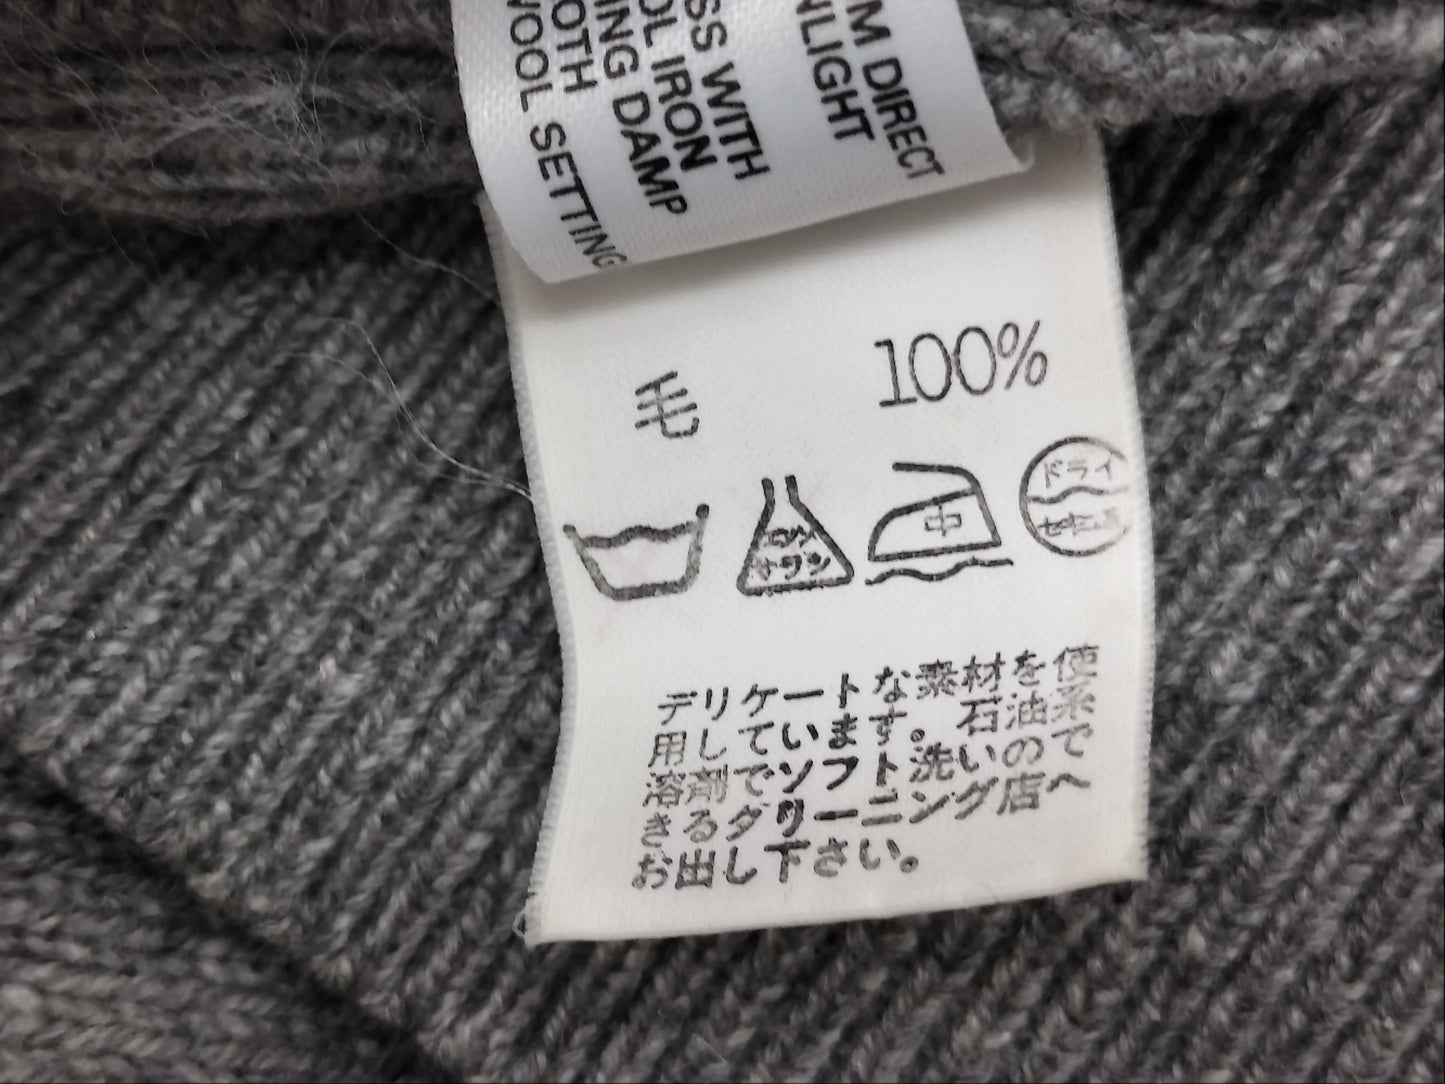 M DIRECT
NLIGHT
SS WITH
OL IRON
ING DAMP
OTH
WOOL SETTING
毛 100%
中
ドライ
デリケートな素材を使
用しています。石油系
溶剤でソフト洗いので
きるクリーニング店へ
お出し下さい。